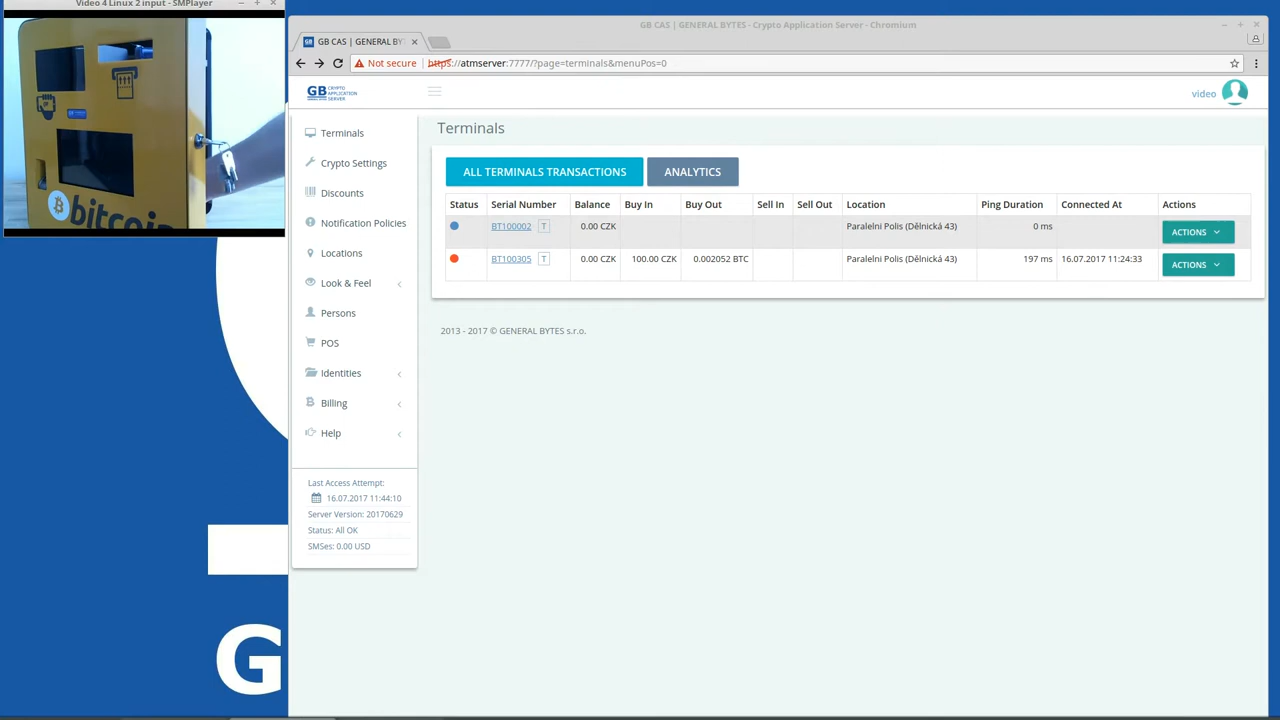 Video 4 Linux 2 input - SMPlayer
bitcoin
GB CAS | GENERAL BYTES - Crypto Application Server - Chromium
GB CAS | GENERAL BY
Not secure https://atmserver:7777/?page=terminals&menuPos=0
GB CRYPTO APPLICATION SERVER
video
Terminals
Crypto Settings
Discounts
Notification Policies
Locations
Look & Feel
Persons
POS
Identities
Billing
Help
Last Access Attempt:
16.07.2017 11:44:10
Server Version: 20170629
Status: All OK
SMSes: 0.00 USD
Terminals
ALL TERMINALS TRANSACTIONS ANALYTICS
Status Serial Number Balance Buy In Buy Out Sell In Sell Out Location Ping Duration Connected At Actions
BT100002 T 0.00 CZK Paralelni Polis (Dělnická 43) 0 ms ACTIONS
BT100305 T 0.00 CZK 100.00 CZK 0.002052 BTC Paralelni Polis (Dělnická 43) 197 ms 16.07.2017 11:24:33 ACTIONS
2013 - 2017 © GENERAL BYTES s.r.o.
G